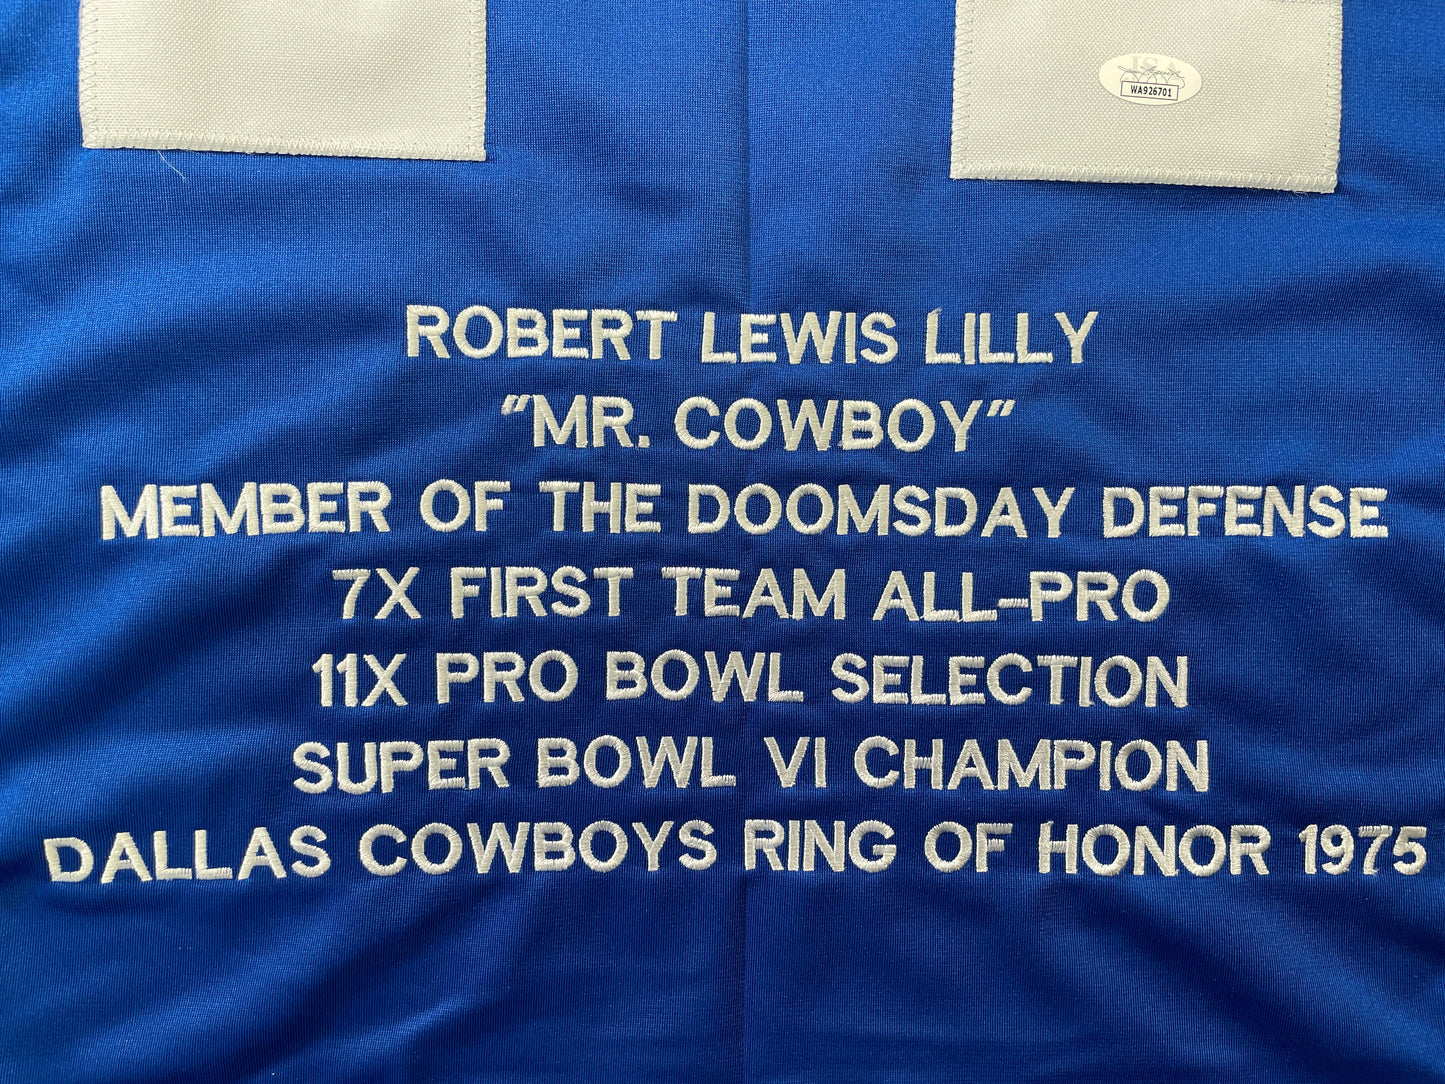 JSA
WA926701
ROBERT LEWIS LILLY
"MR. COWBOY"
MEMBER OF THE DOOMSDAY DEFENSE
7X FIRST TEAM ALL-PRO
11X PRO BOWL SELECTION
SUPER BOWL VI CHAMPION
DALLAS COWBOYS RING OF HONOR 1975